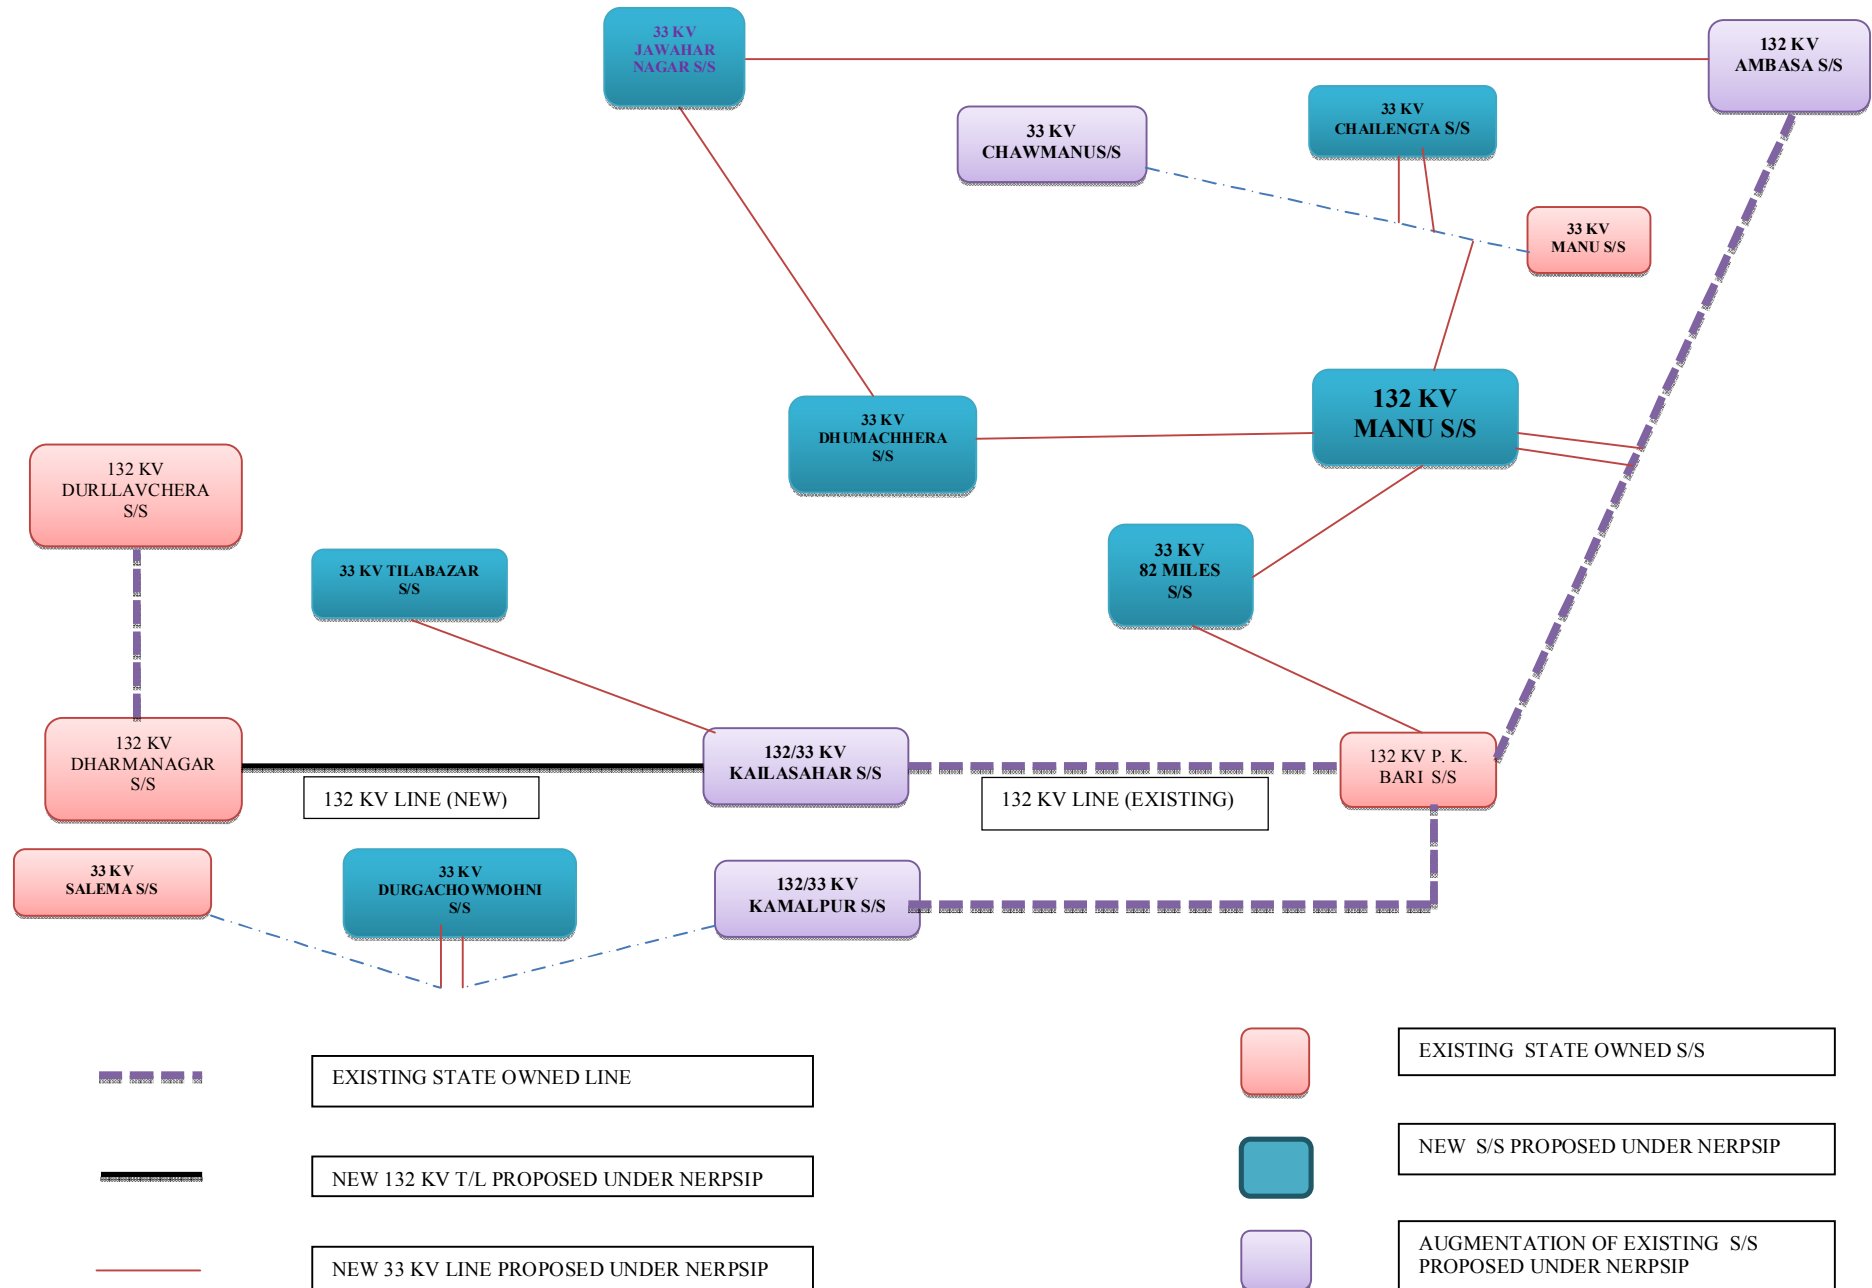 33 KV
JAWAHAR
NAGAR S/S
132 KV
AMBASA S/S
33 KV
CHAWMANUS/S
33 KV
CHAILENGTA S/S
33 KV
MANU S/S
132 KV
MANU S/S
33 KV
DHUMACHHERA
S/S
132 KV
DURLLAVCHERA
S/S
33 KV TILABAZAR
S/S
33 KV
82 MILES
S/S
132 KV
DHARMANAGAR
S/S
132/33 KV
KAILASAHAR S/S
132 KV P. K.
BARI S/S
132 KV LINE (NEW)
132 KV LINE (EXISTING)
33 KV
SALEMA S/S
33 KV
DURGACHOWMOHNI
S/S
132/33 KV
KAMALPUR S/S
EXISTING STATE OWNED LINE
NEW 132 KV T/L PROPOSED UNDER NERPSIP
NEW 33 KV LINE PROPOSED UNDER NERPSIP
EXISTING STATE OWNED S/S
NEW S/S PROPOSED UNDER NERPSIP
AUGMENTATION OF EXISTING S/S
PROPOSED UNDER NERPSIP